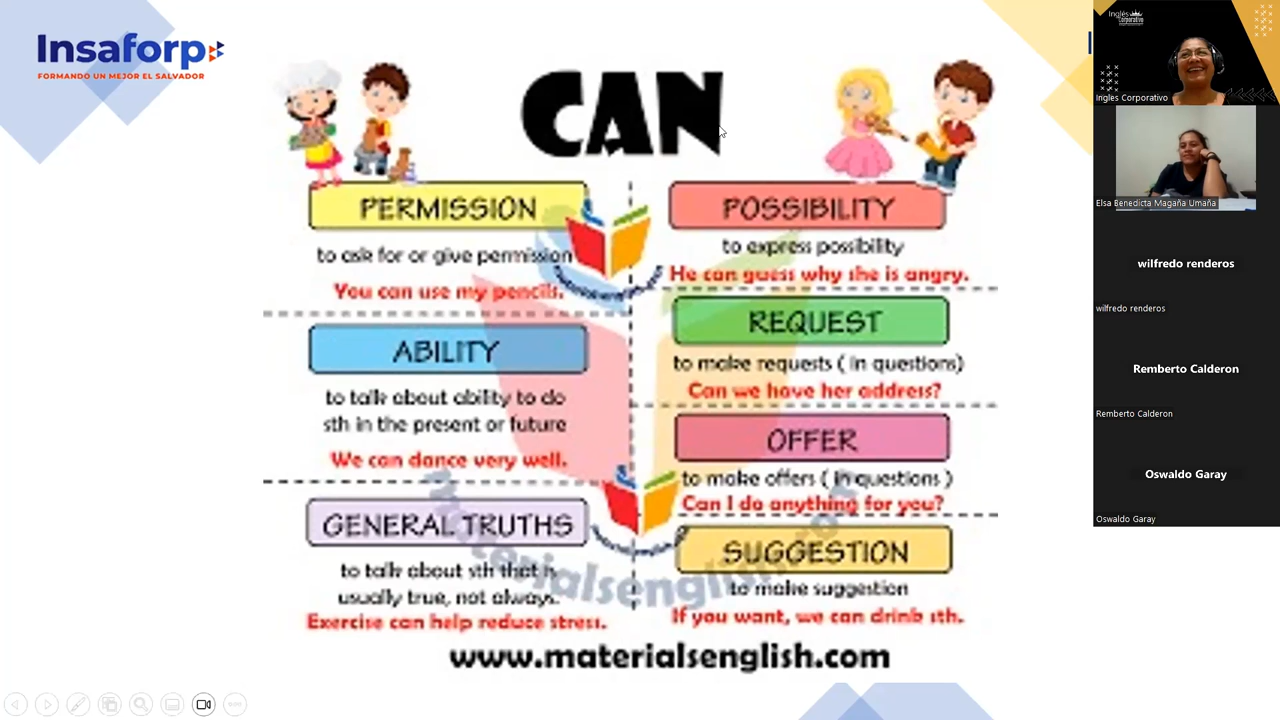 Insaforp
FORMANDO UN MEJOR EL SALVADOR
CAN
PERMISSION
to ask for or give permission
You can use my pencils.
ABILITY
to talk about ability to do
sth in the present or future
We can dance very well.
GENERAL TRUTHS
to talk about sth that is
usually true, not always.
Exercise can help reduce stress.
POSSIBILITY
to express possibility
He can guess why she is angry.
REQUEST
to make requests ( in questions)
Can we have her address?
OFFER
to make offers ( in questions )
Can I do anything for you?
SUGGESTION
to make suggestion
If you want, we can drink sth.
www.materialsenglish.com
Inglés
Corporativo
Ingles Corporativo
Elsa Benedicta Magaña Umaña
wilfredo renderos
wilfredo renderos
Remberto Calderon
Remberto Calderon
Oswaldo Garay
Oswaldo Garay